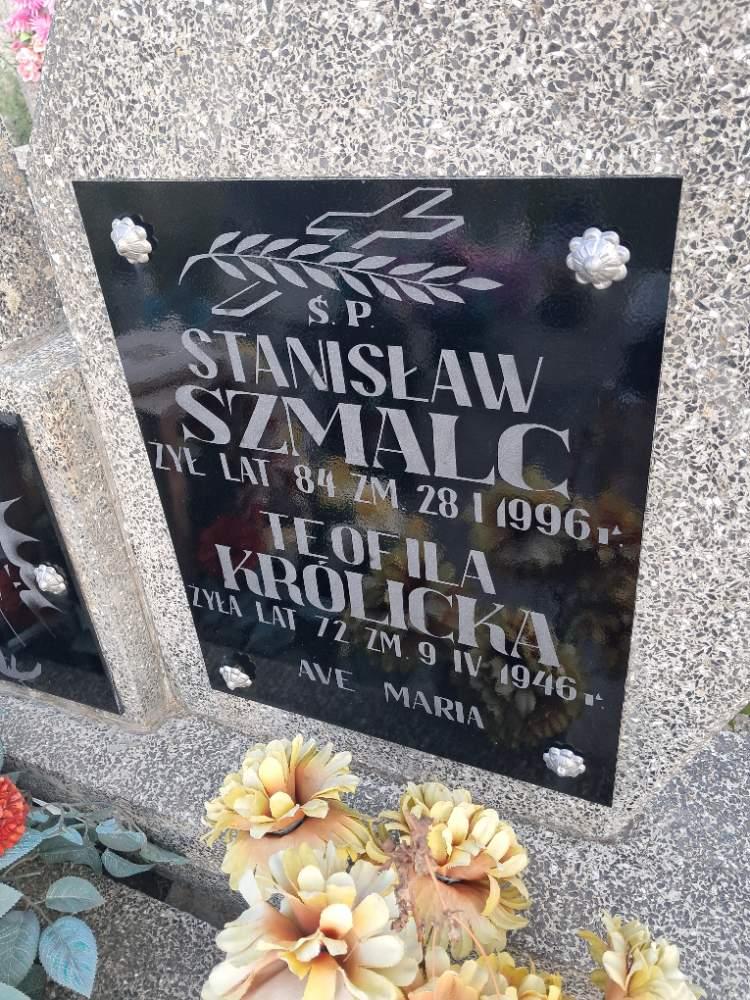 Ś. P.
STANISŁAW
SZMALC
ŻYŁ LAT 84 ZM. 28 I 1996 r.
TEOFILA
KRÓLICKA
ŻYŁA LAT 72 ZM. 9 IV 1946 r.
AVE MARIA